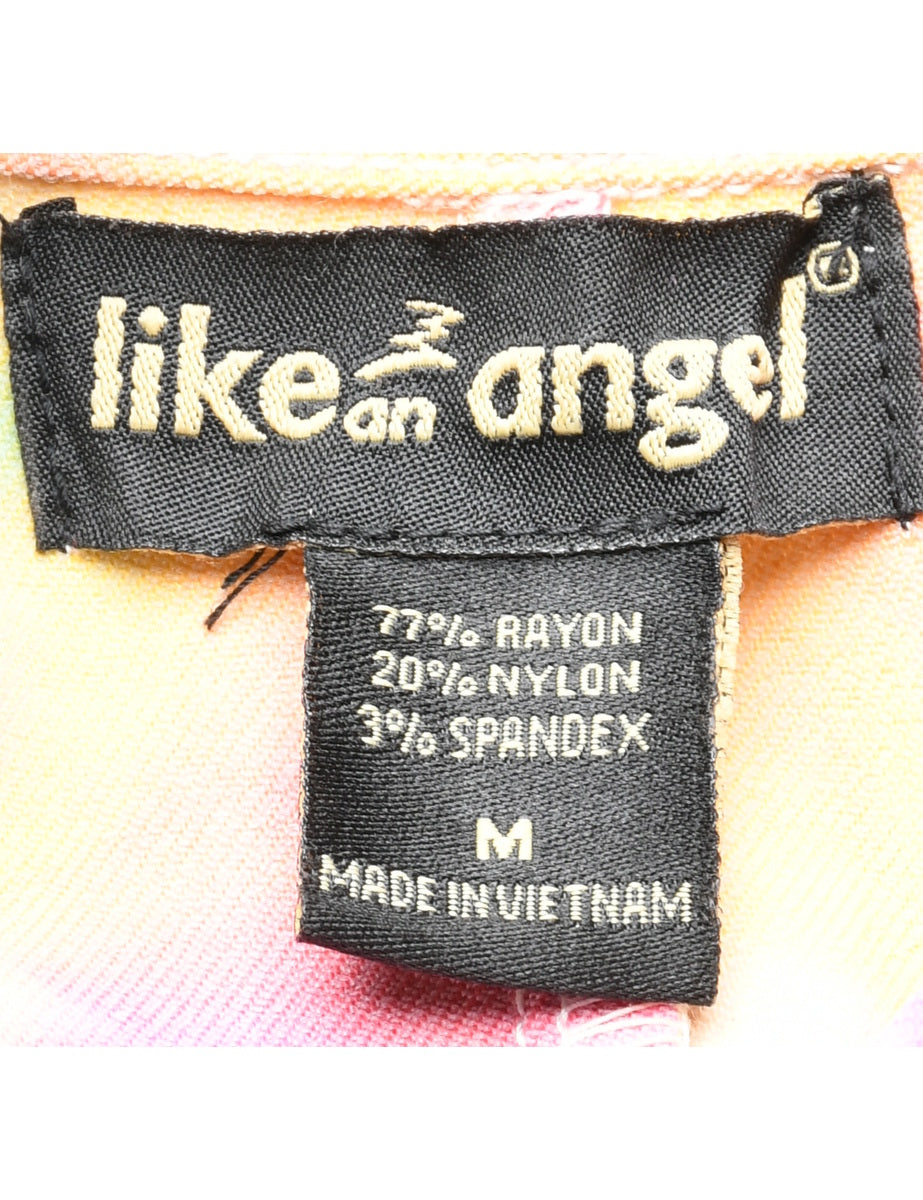 like an angel®
77% RAYON
20% NYLON
3% SPANDEX
M
MADE IN VIETNAM